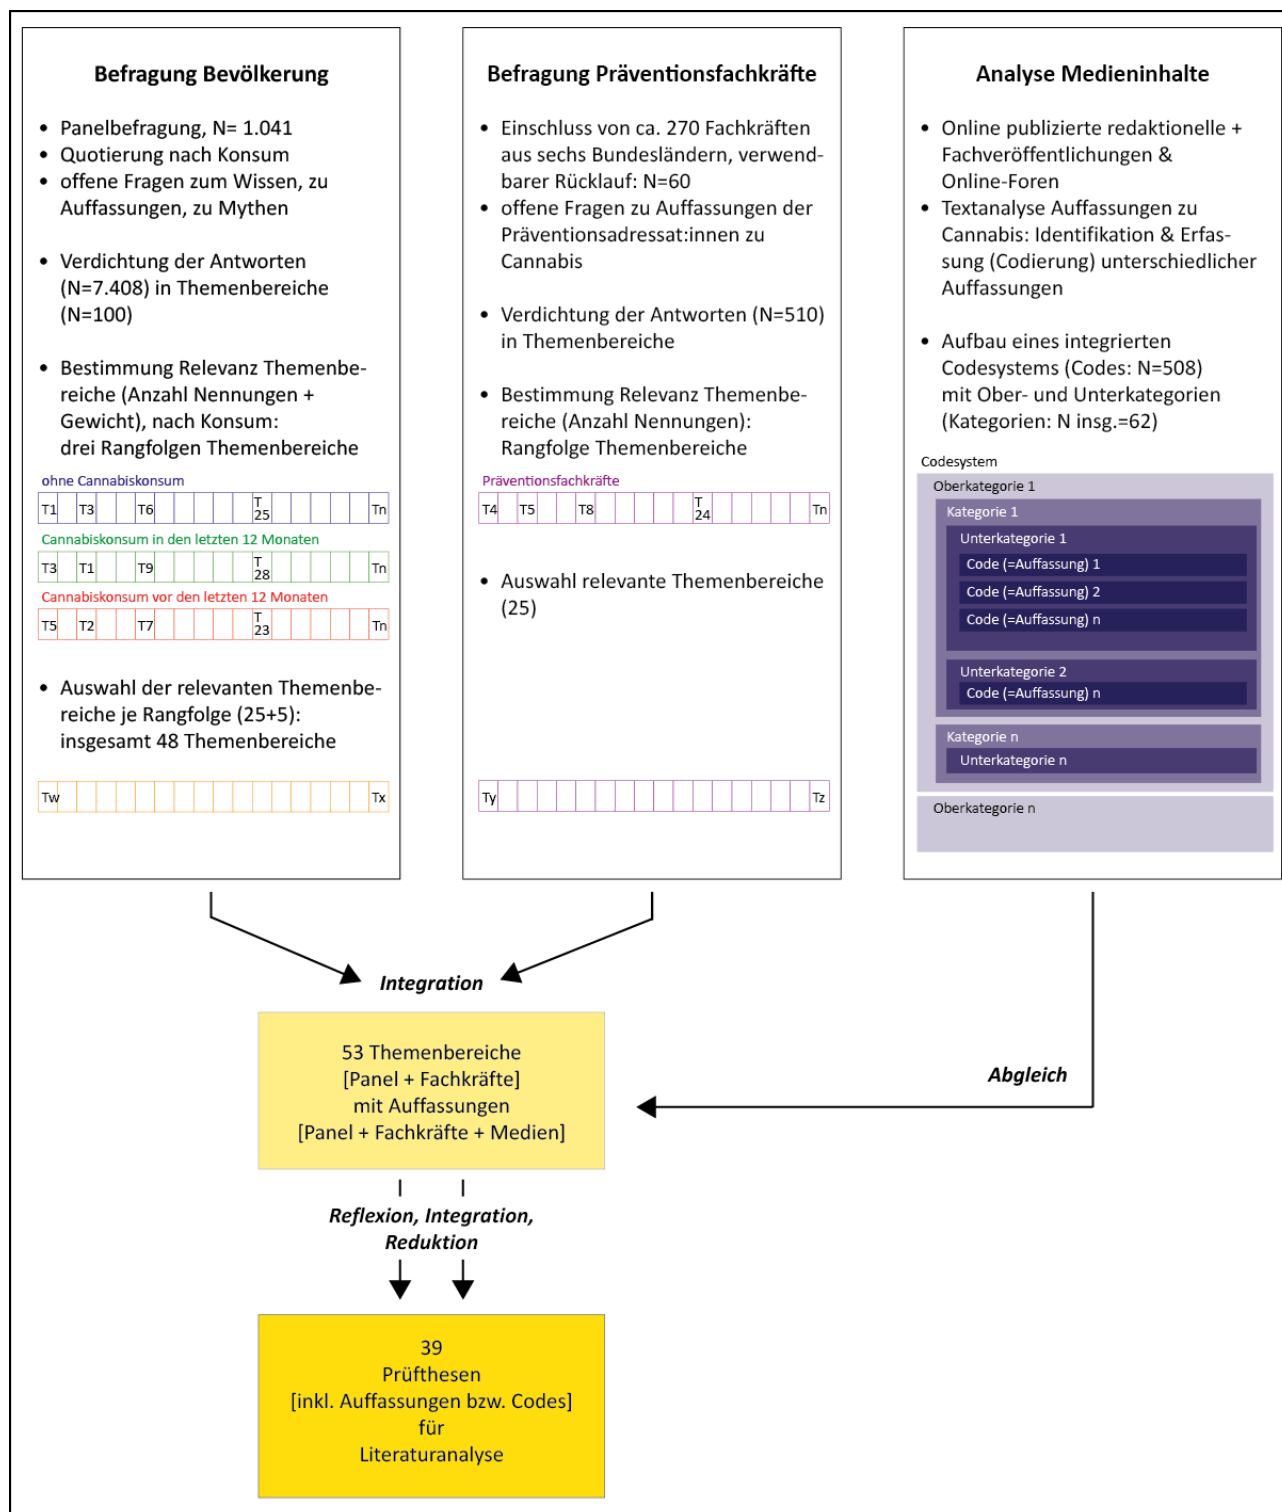 Befragung Bevölkerung
• Panelbefragung, N= 1.041
• Quotierung nach Konsum
• offene Fragen zum Wissen, zu
Auffassungen, zu Mythen
• Verdichtung der Antworten
(N=7.408) in Themenbereiche
(N=100)
• Bestimmung Relevanz Themenbe-
reiche (Anzahl Nennungen +
Gewicht), nach Konsum:
drei Rangfolgen Themenbereiche
ohne Cannabiskonsum
T1 T3 T6 T 25 Tn
Cannabiskonsum in den letzten 12 Monaten
T3 T1 T9 T 28 Tn
Cannabiskonsum vor den letzten 12 Monaten
T5 T2 T7 T 23 Tn
• Auswahl der relevanten Themenbe-
reiche je Rangfolge (25+5):
insgesamt 48 Themenbereiche
Tw Tx
Befragung Präventionsfachkräfte
• Einschluss von ca. 270 Fachkräften
aus sechs Bundesländern, verwend-
barer Rücklauf: N=60
• offene Fragen zu Auffassungen der
Präventionsadressat:innen zu
Cannabis
• Verdichtung der Antworten (N=510)
in Themenbereiche
• Bestimmung Relevanz Themenbe-
reiche (Anzahl Nennungen):
Rangfolge Themenbereiche
Präventionsfachkräfte
T4 T5 T8 T 24 Tn
• Auswahl relevante Themenbereiche
(25)
Ty Tz
Analyse Medieninhalte
• Online publizierte redaktionelle +
Fachveröffentlichungen &
Online-Foren
• Textanalyse Auffassungen zu
Cannabis: Identifikation & Erfas-
sung (Codierung) unterschiedlicher
Auffassungen
• Aufbau eines integrierten
Codesystems (Codes: N=508)
mit Ober- und Unterkategorien
(Kategorien: N insg.=62)
Codesystem
Oberkategorie 1
Kategorie 1
Unterkategorie 1
Code (=Auffassung) 1
Code (=Auffassung) 2
Code (=Auffassung) n
Unterkategorie 2
Code (=Auffassung) n
Kategorie n
Unterkategorie n
Oberkategorie n
Integration
53 Themenbereiche
[Panel + Fachkräfte]
mit Auffassungen
[Panel + Fachkräfte + Medien]
Abgleich
Reflexion, Integration,
Reduktion
39
Prüfthesen
[inkl. Auffassungen bzw. Codes]
für
Literaturanalyse